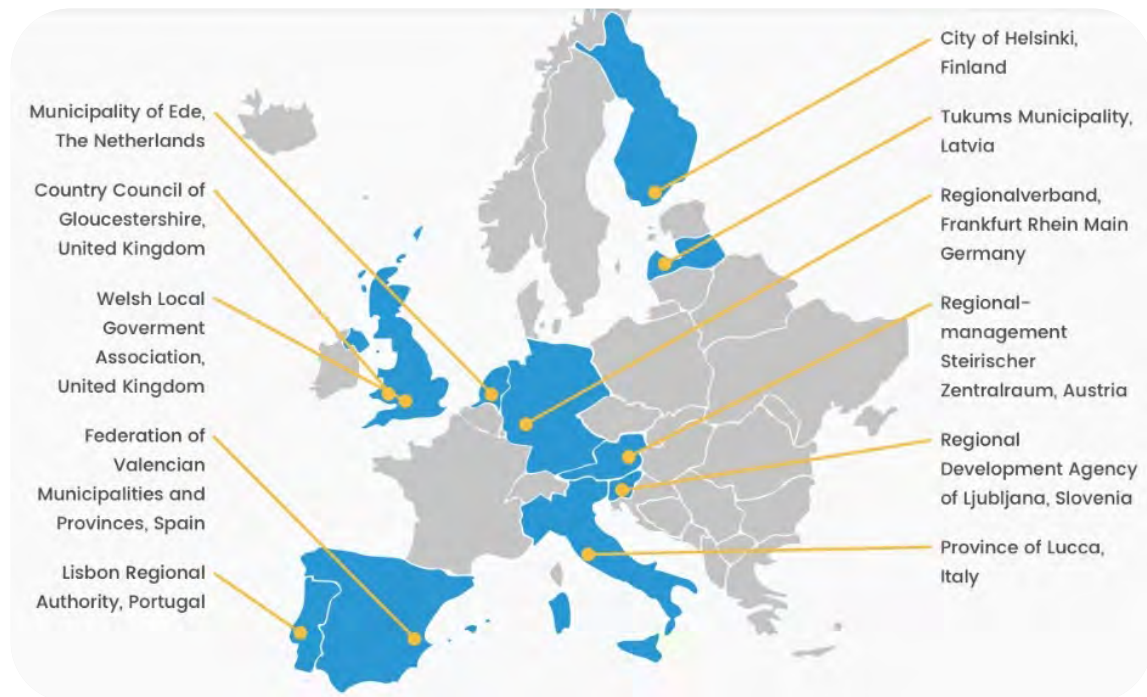 Municipality of Ede,
The Netherlands
Country Council of
Gloucestershire,
United Kingdom
Welsh Local
Goverment
Association,
United Kingdom
Federation of
Valencian
Municipalities and
Provinces, Spain
Lisbon Regional
Authority, Portugal
City of Helsinki,
Finland
Tukums Municipality,
Latvia
Regionalverband,
Frankfurt Rhein Main
Germany
Regional-
management
Steirischer
Zentralraum, Austria
Regional
Development Agency
of Ljubljana, Slovenia
Province of Lucca,
Italy